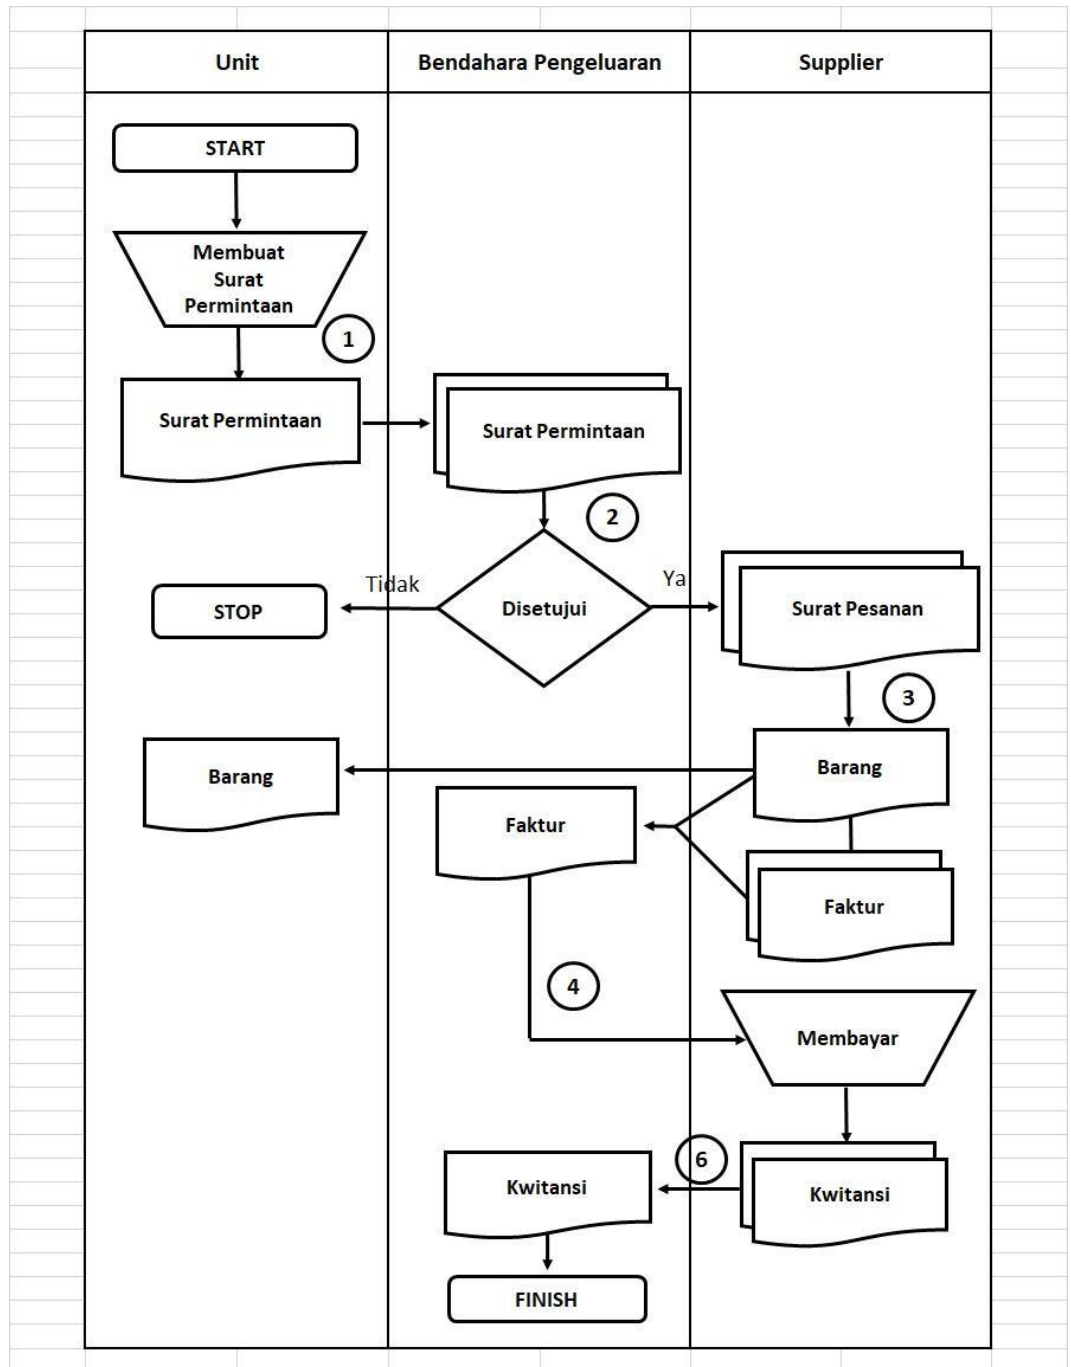 Unit
Bendahara Pengeluaran
Supplier
START
Membuat
Surat
Permintaan
1
Surat Permintaan
Surat Permintaan
2
Tidak
Ya
STOP
Disetujui
Surat Pesanan
3
Barang
Barang
Faktur
Faktur
4
Membayar
6
Kwitansi
Kwitansi
FINISH